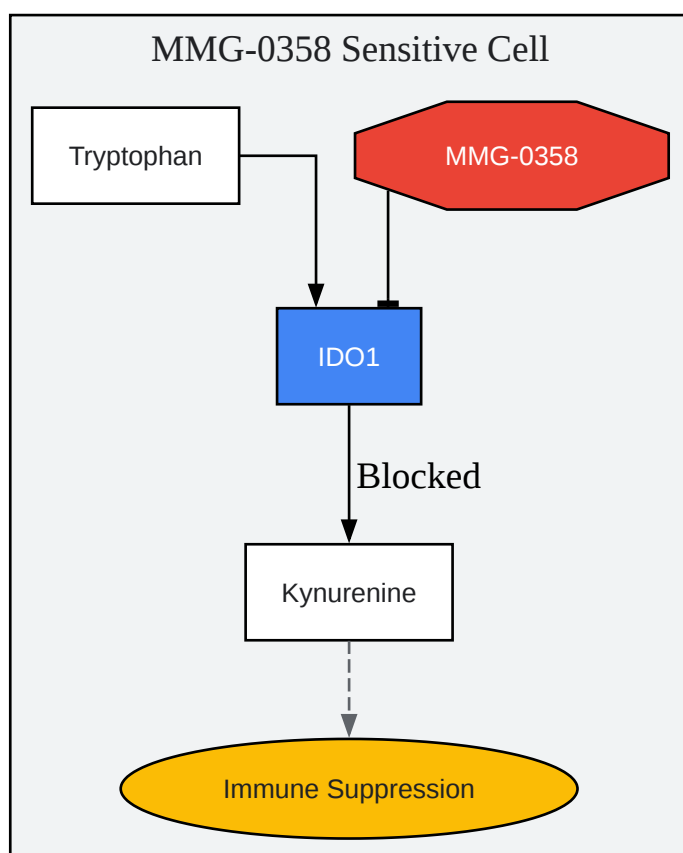 MMG-0358 Sensitive Cell
Tryptophan
MMG-0358
IDO1
Blocked
Kynurenine
Immune Suppression